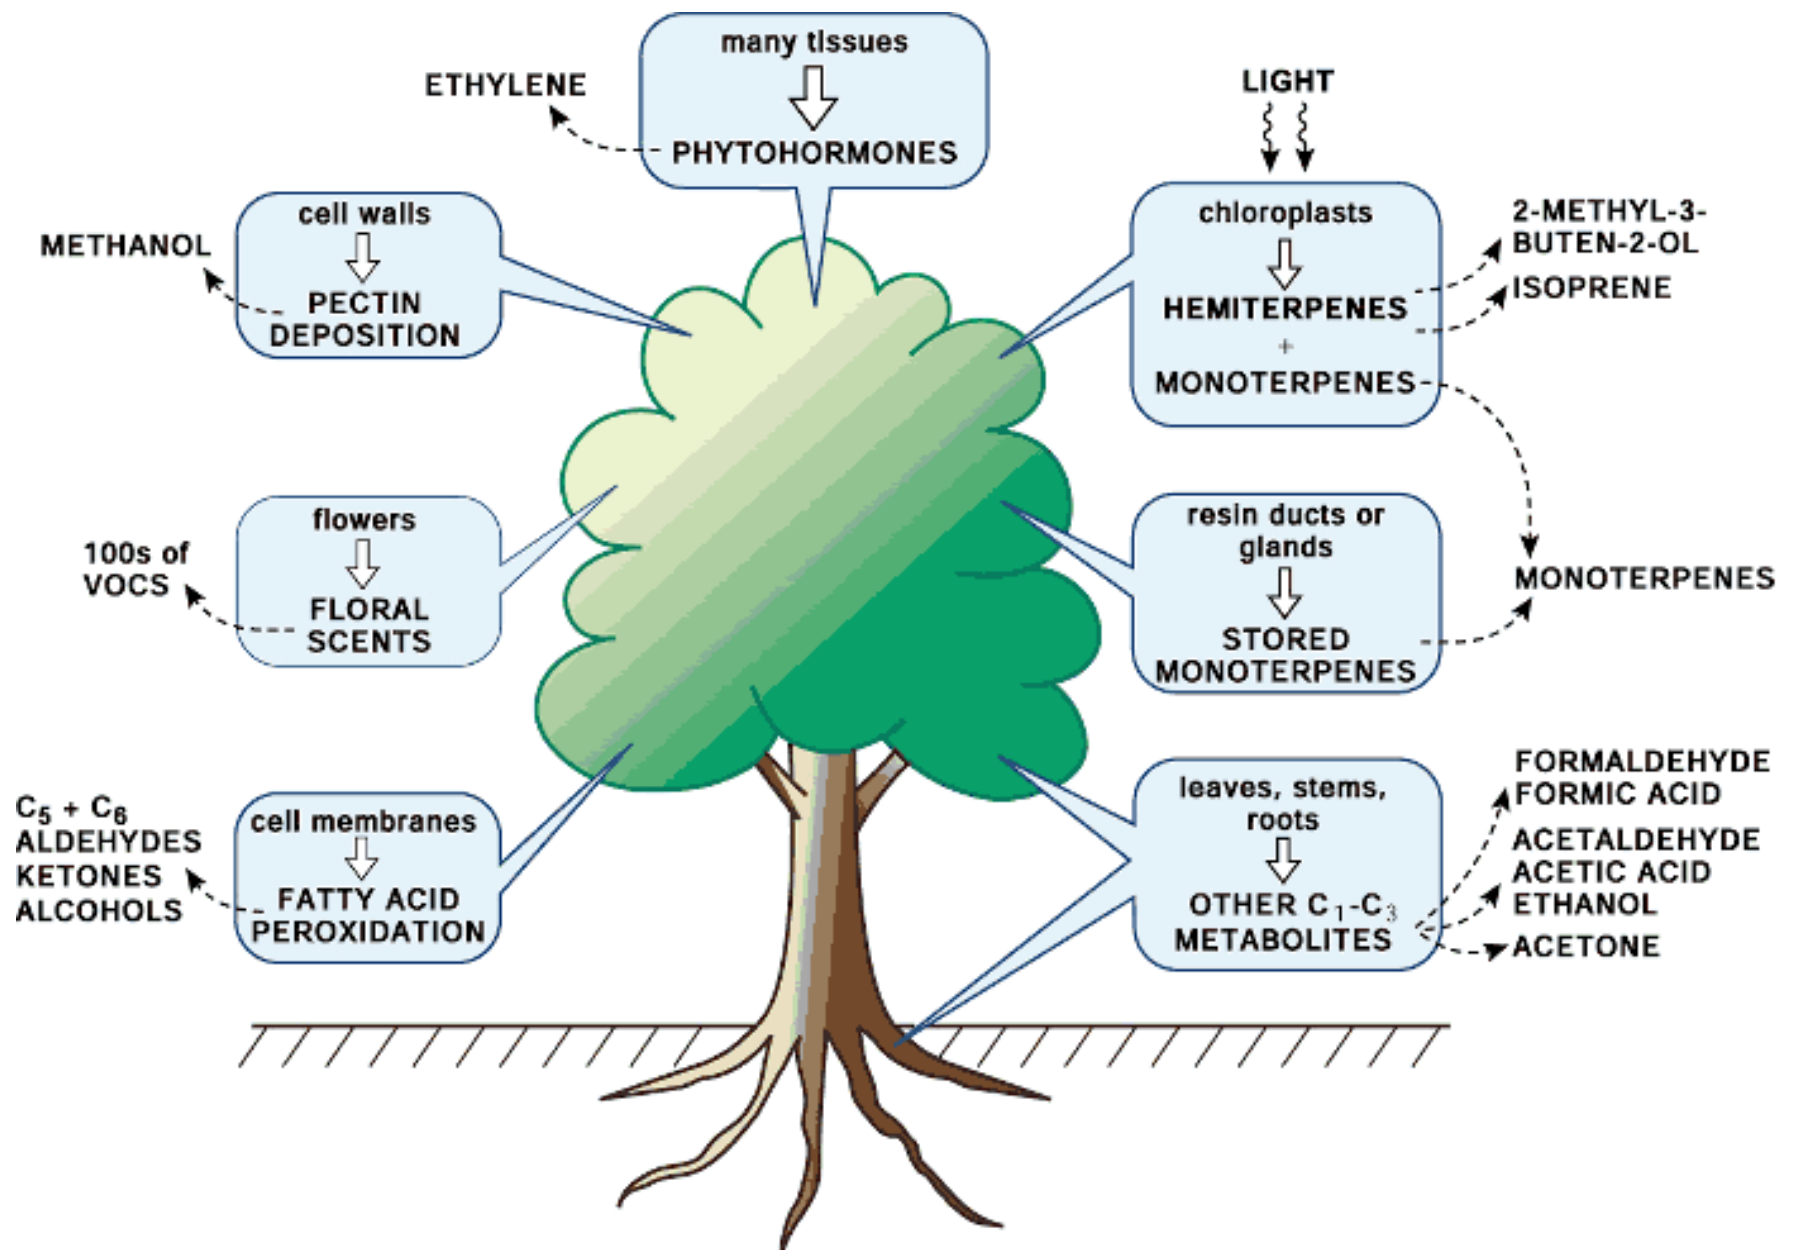 many tissues
PHYTOHORMONES
ETHYLENE
LIGHT
cell walls
PECTIN
DEPOSITION
METHANOL
chloroplasts
HEMITERPENES
+
MONOTERPENES
2-METHYL-3-
BUTEN-2-OL
ISOPRENE
flowers
FLORAL
SCENTS
100s of
VOCS
resin ducts or
glands
STORED
MONOTERPENES
MONOTERPENES
cell membranes
FATTY ACID
PEROXIDATION
C5 + C6
ALDEHYDES
KETONES
ALCOHOLS
leaves, stems,
roots
OTHER C1-C3
METABOLITES
FORMALDEHYDE
FORMIC ACID
ACETALDEHYDE
ACETIC ACID
ETHANOL
ACETONE